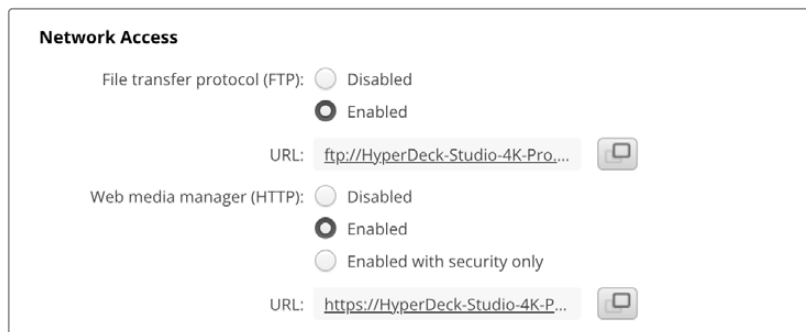 Network Access
File transfer protocol (FTP): Disabled
Enabled
URL: ftp://HyperDeck-Studio-4K-Pro....
Web media manager (HTTP): Disabled
Enabled
Enabled with security only
URL: https://HyperDeck-Studio-4K-P...